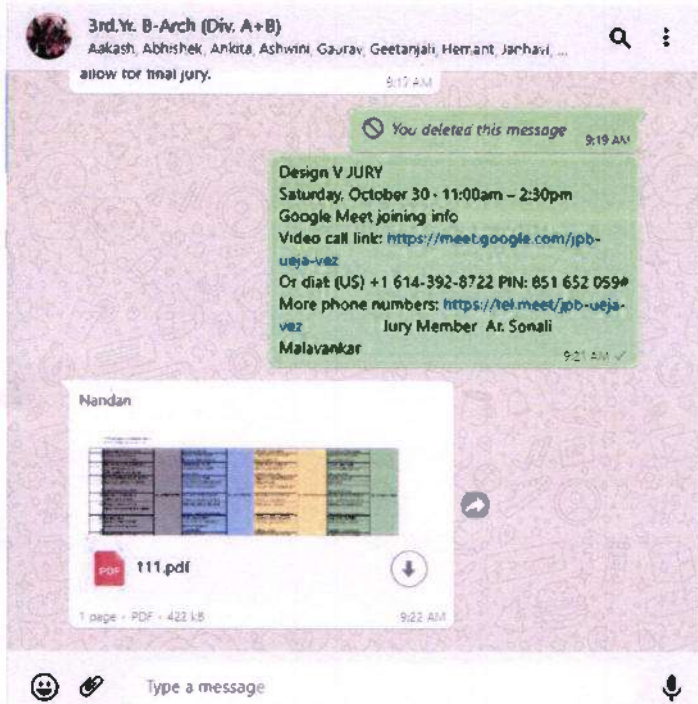 3rd.Yr. B-Arch (Div. A+B)
Aakash, Abhishek, Ankita, Ashwini, Gaurav, Geetanjali, Hemant, Janhavi, ...
allow for final jury.
9:17 AM
You deleted this message
9:19 AM
Design V JURY
Saturday, October 30 · 11:00am – 2:30pm
Google Meet joining info
Video call link: https://meet.google.com/jpb-
ueja-vez
Or dial: (US) +1 614-392-8722 PIN: 851 652 059#
More phone numbers: https://tel.meet/jpb-ueja-
vez Jury Member Ar. Sonali
Malavankar
9:21 AM
Nandan
PDF
111.pdf
1 page · PDF · 422 kB
9:22 AM
Type a message